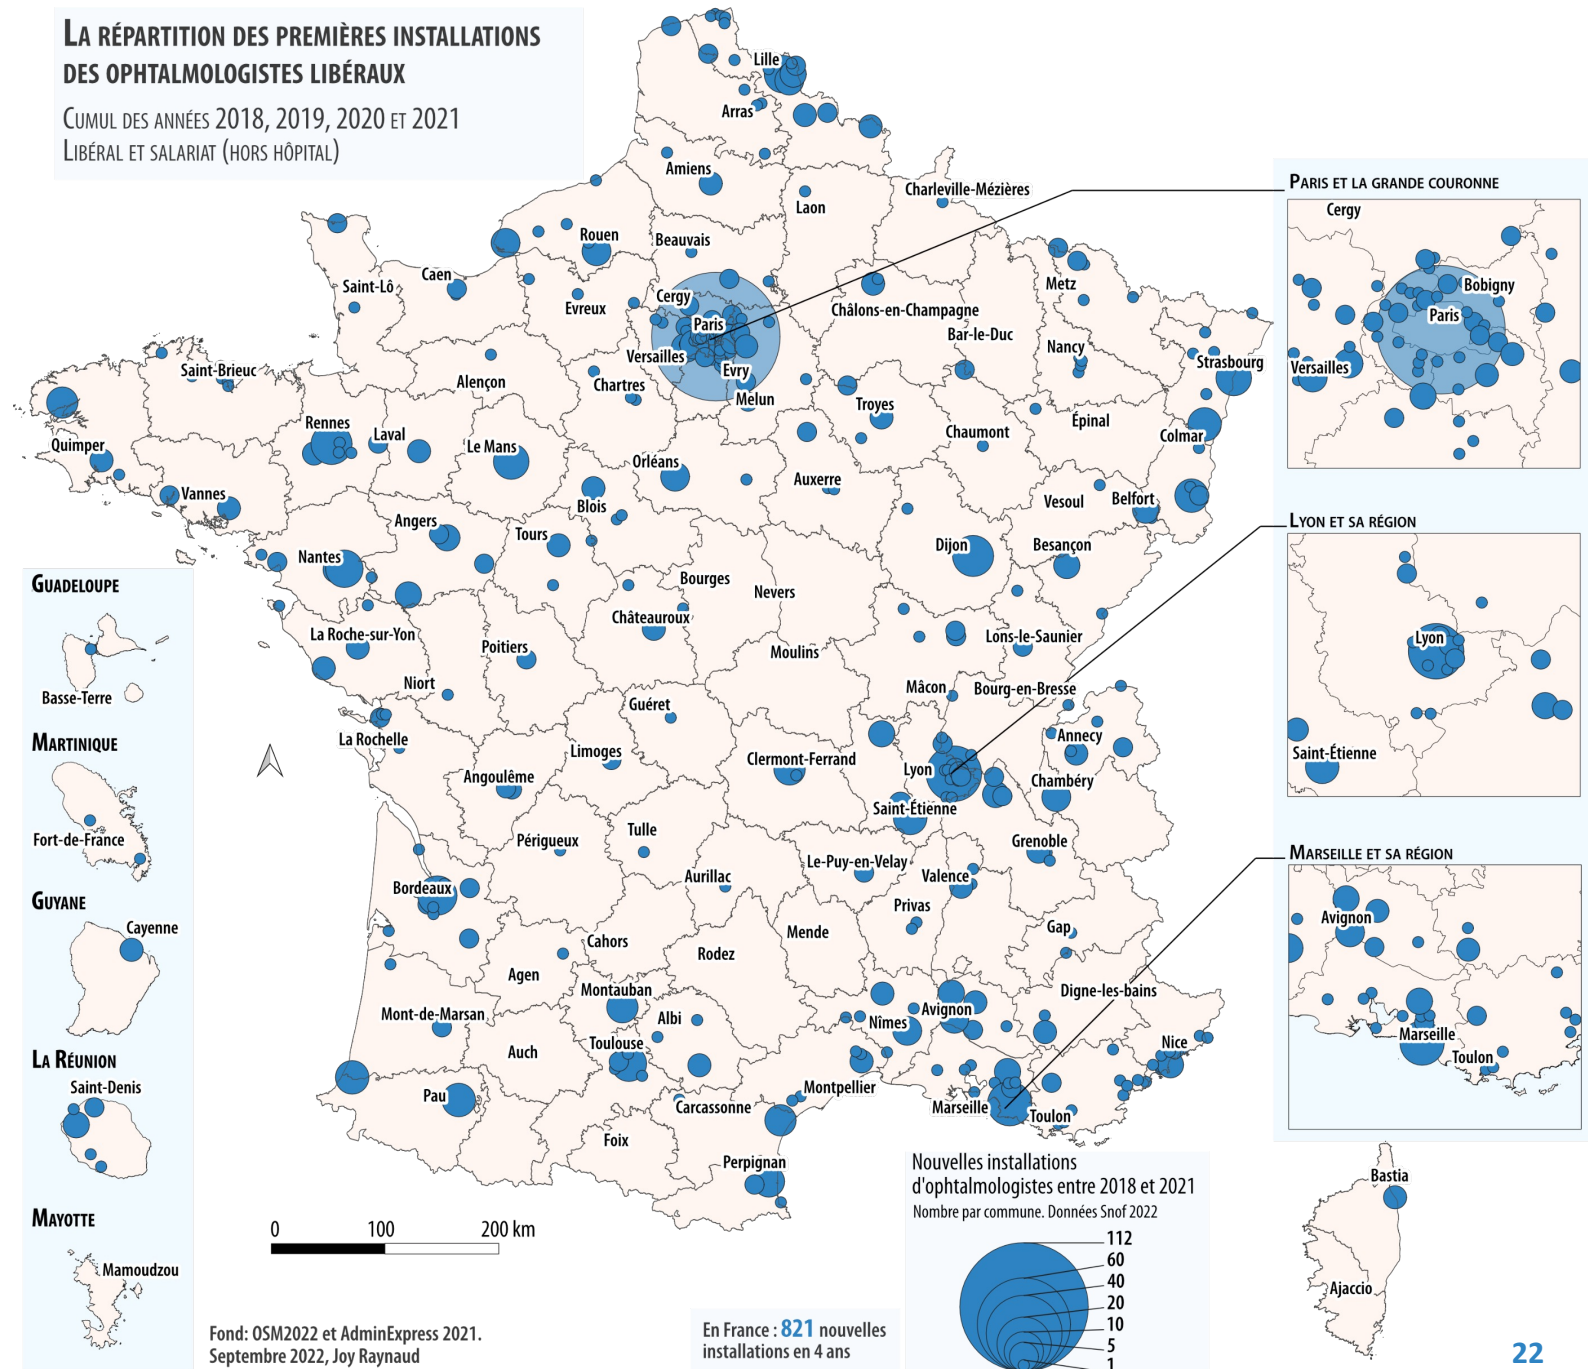 LA RÉPARTITION DES PREMIÈRES INSTALLATIONS
DES OPHTALMOLOGISTES LIBÉRAUX
CUMUL DES ANNÉES 2018, 2019, 2020 ET 2021
LIBÉRAL ET SALARIAT (HORS HÔPITAL)
Lille
Arras
Amiens
Laon
Charleville-Mézières
Rouen
Beauvais
Caen
Saint-Lô
Evreux
Cergy
Paris
Versailles
Evry
Melun
Châlons-en-Champagne
Bar-le-Duc
Metz
Nancy
Strasbourg
Saint-Brieuc
Alençon
Chartres
Troyes
Chaumont
Épinal
Colmar
Quimper
Rennes
Laval
Le Mans
Orléans
Auxerre
Vesoul
Belfort
Vannes
Blois
Angers
Tours
Nantes
Bourges
Nevers
Dijon
Besançon
Châteauroux
La Roche-sur-Yon
Poitiers
Moulins
Lons-le-Saunier
Niort
Guéret
Mâcon
Bourg-en-Bresse
La Rochelle
Limoges
Clermont-Ferrand
Lyon
Annecy
Angoulême
Chambéry
Saint-Étienne
Périgueux
Tulle
Grenoble
Le-Puy-en-Velay
Aurillac
Valence
Bordeaux
Privas
Mende
Gap
Cahors
Rodez
Agen
Montauban
Digne-les-bains
Avignon
Nîmes
Mont-de-Marsan
Albi
Auch
Toulouse
Nice
Pau
Montpellier
Carcassonne
Marseille
Toulon
Foix
Perpignan
Bastia
Ajaccio
PARIS ET LA GRANDE COURONNE
Cergy
Bobigny
Paris
Versailles
LYON ET SA RÉGION
Lyon
Saint-Étienne
MARSEILLE ET SA RÉGION
Avignon
Marseille
Toulon
GUADELOUPE
Basse-Terre
MARTINIQUE
Fort-de-France
GUYANE
Cayenne
LA RÉUNION
Saint-Denis
MAYOTTE
Mamoudzou
0 100 200 km
Fond: OSM2022 et AdminExpress 2021.
Septembre 2022, Joy Raynaud
En France : 821 nouvelles
installations en 4 ans
Nouvelles installations
d'ophtalmologistes entre 2018 et 2021
Nombre par commune. Données Snof 2022
112
60
40
20
10
5
1
22